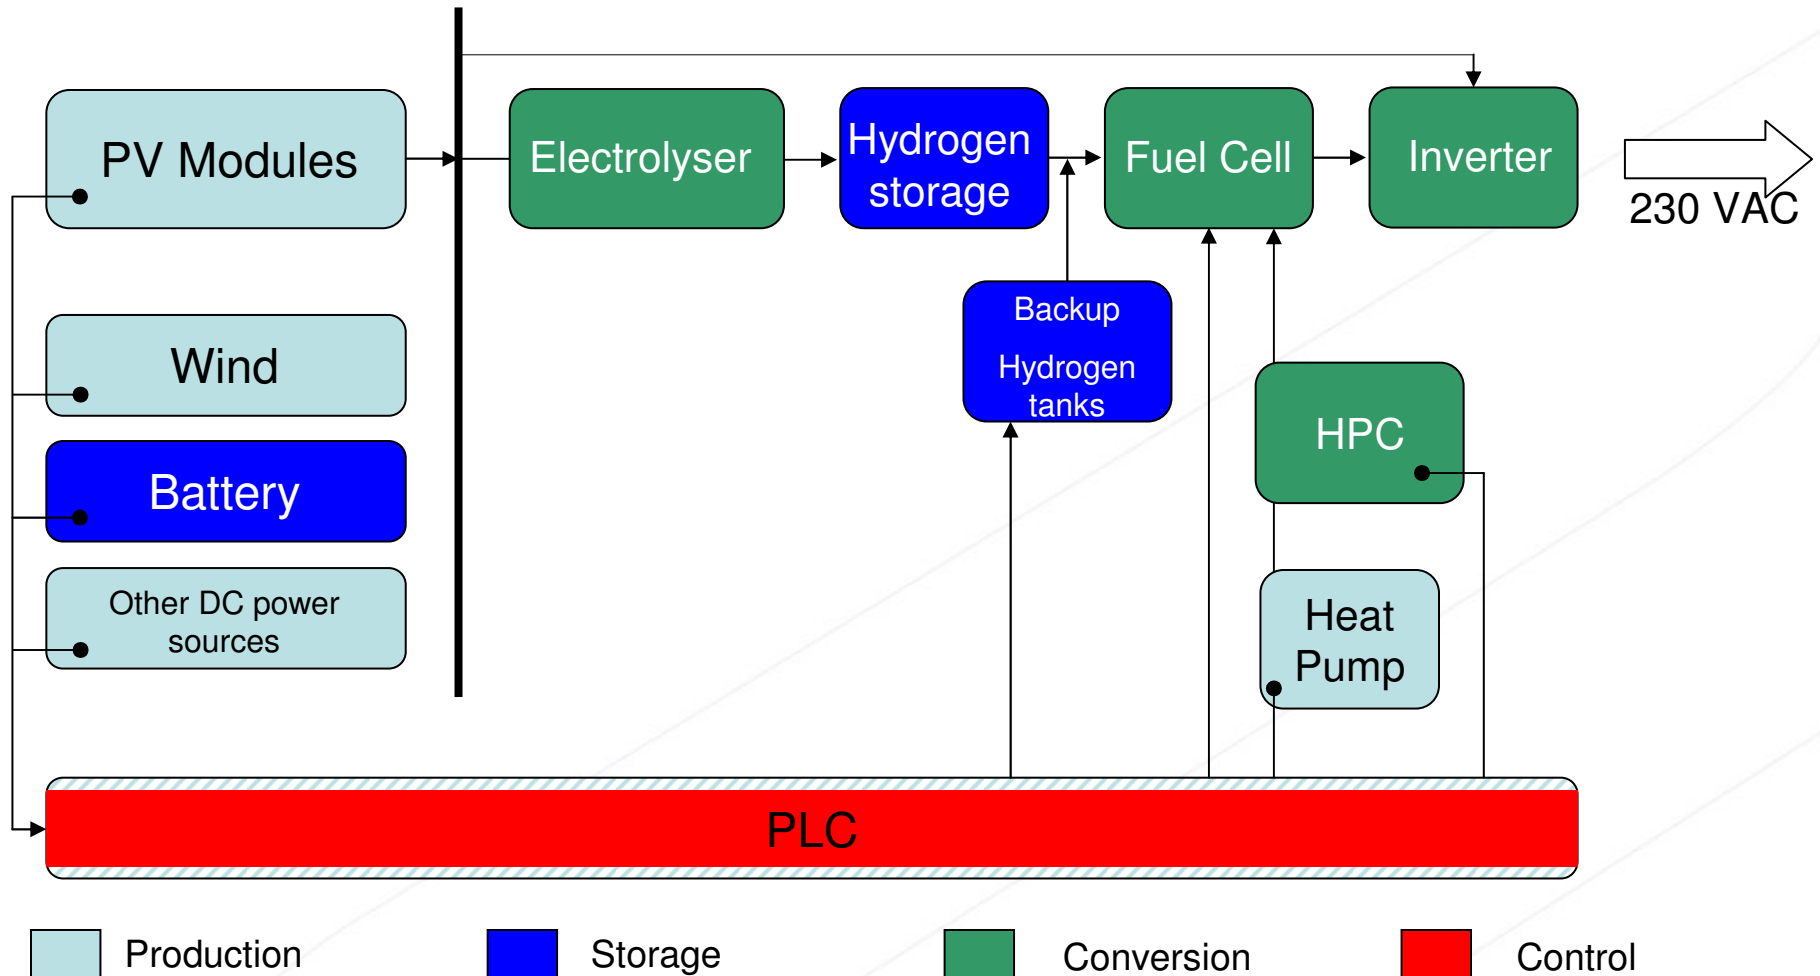 PV Modules
Electrolyser
Hydrogen
storage
Fuel Cell
Inverter
230 VAC
Backup
Hydrogen
tanks
Wind
HPC
Battery
Other DC power
sources
Heat
Pump
PLC
Production
Storage
Conversion
Control